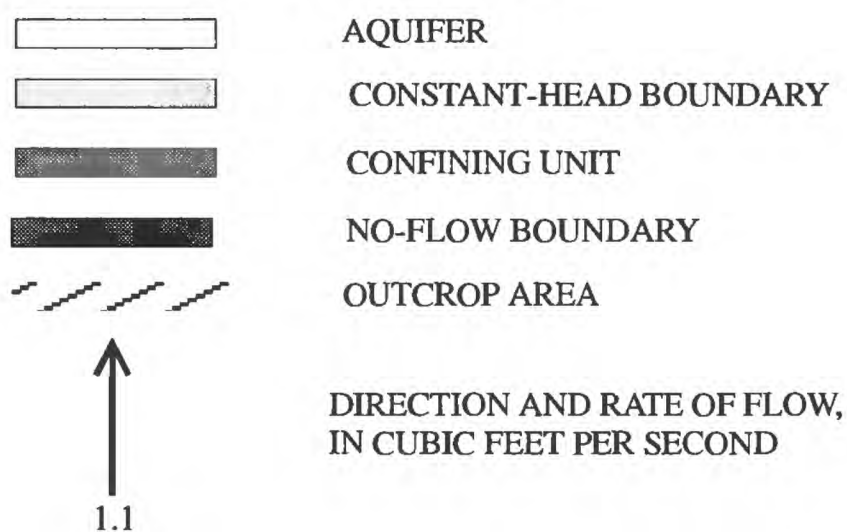 AQUIFER
CONSTANT-HEAD BOUNDARY
CONFINING UNIT
NO-FLOW BOUNDARY
OUTCROP AREA
DIRECTION AND RATE OF FLOW,
IN CUBIC FEET PER SECOND
1.1